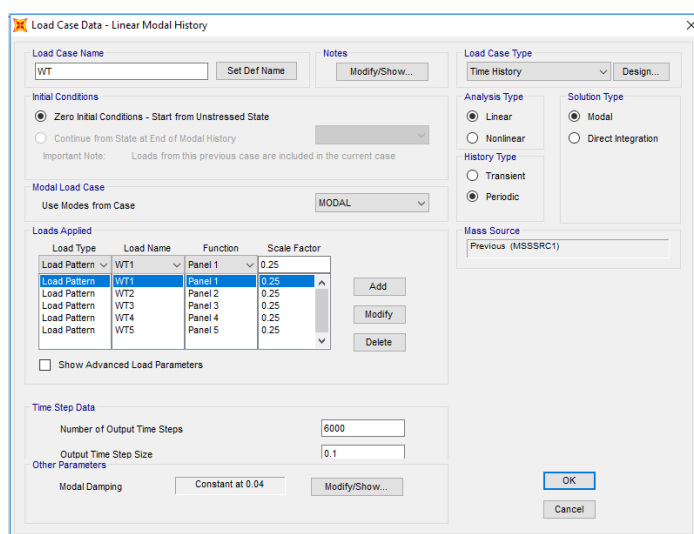 Load Case Data - Linear Modal History
Load Case Name
WT
Set Def Name
Notes
Modify/Show...
Load Case Type
Time History
Design...
Initial Conditions
Zero Initial Conditions - Start from Unstressed State
Continue from State at End of Modal History
Important Note: Loads from this previous case are included in the current case
Analysis Type
Linear
Nonlinear
Solution Type
Modal
Direct Integration
History Type
Transient
Periodic
Modal Load Case
Use Modes from Case
MODAL
Loads Applied
Load Type Load Name Function Scale Factor
Load Pattern WT1 Panel 1 0.25
Load Pattern WT1 Panel 1 0.25
Load Pattern WT2 Panel 2 0.25
Load Pattern WT3 Panel 3 0.25
Load Pattern WT4 Panel 4 0.25
Load Pattern WT5 Panel 5 0.25
Add
Modify
Delete
Show Advanced Load Parameters
Mass Source
Previous (MSSSRC1)
Time Step Data
Number of Output Time Steps 6000
Output Time Step Size 0.1
Other Parameters
Modal Damping Constant at 0.04 Modify/Show...
OK
Cancel